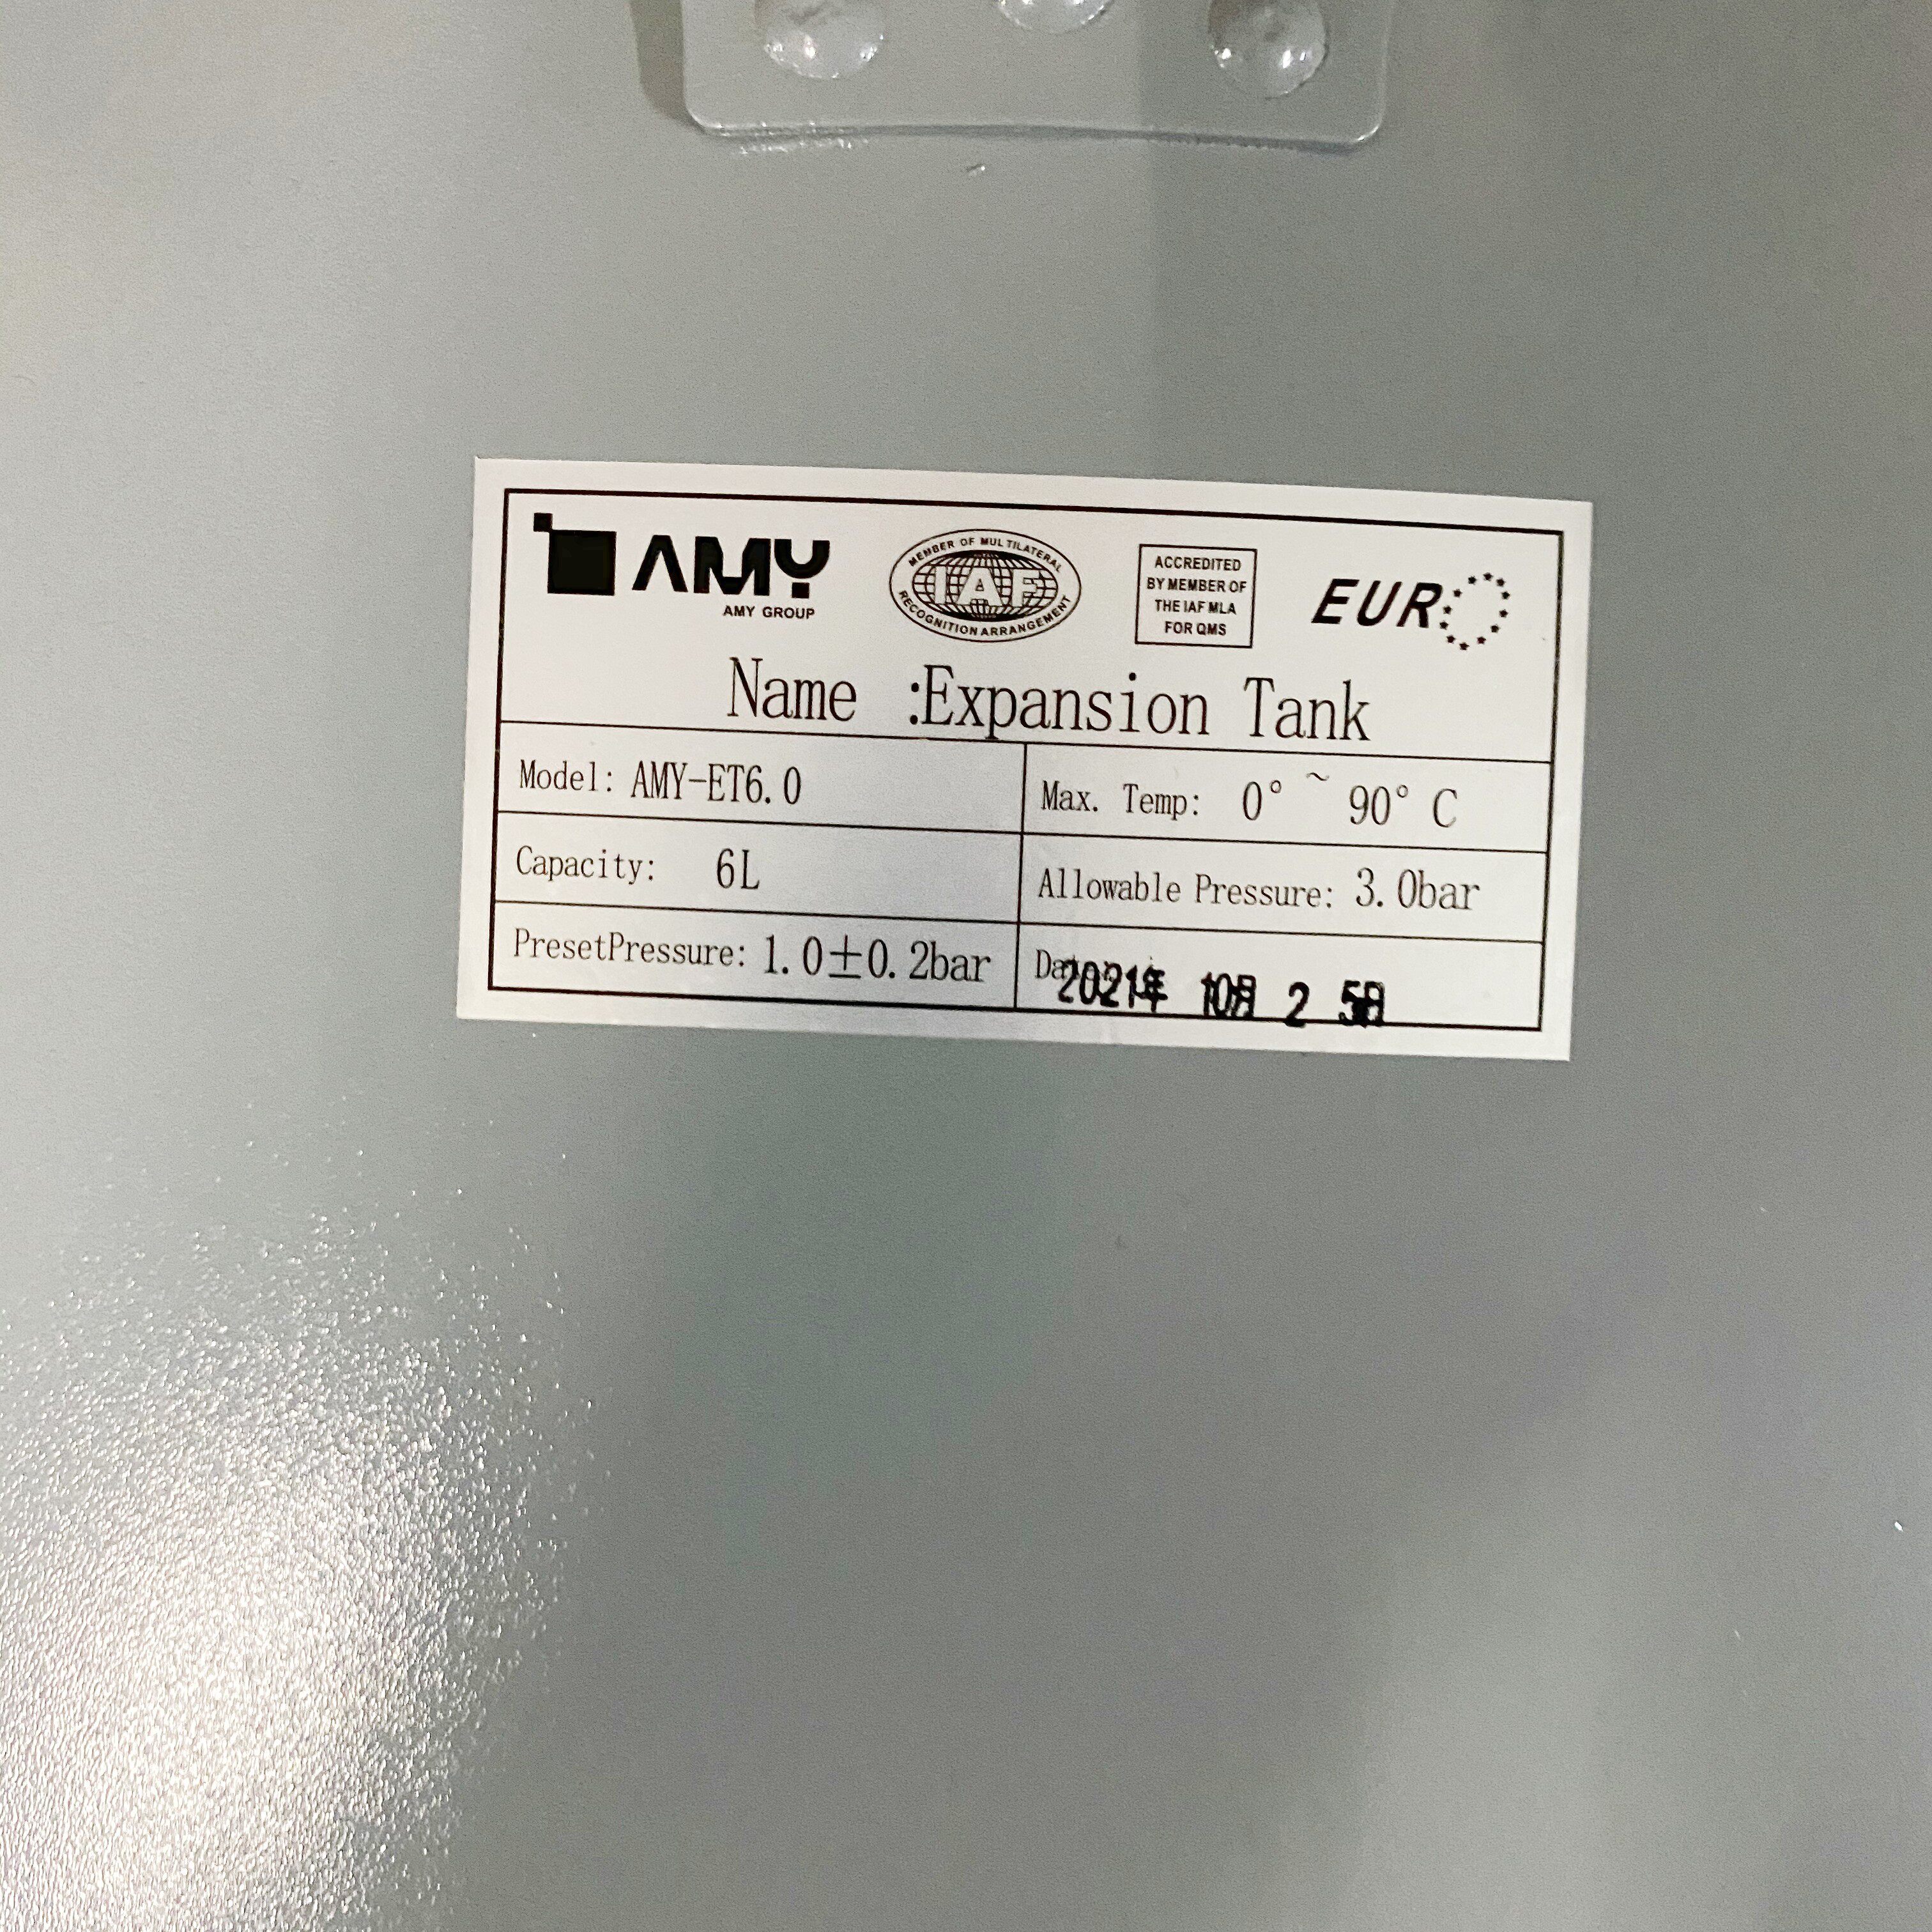 AMY
AMY GROUP
MEMBER OF MULTILATERAL
IAF
RECOGNITION ARRANGEMENT
ACCREDITED
BY MEMBER OF
THE IAF MLA
FOR QMS
EURO
Name :Expansion Tank
Model: AMY-ET6.0
Max. Temp: 0° ~ 90° C
Capacity: 6L
Allowable Pressure: 3.0bar
PresetPressure: 1.0±0.2bar
2021年 10月 2 5日